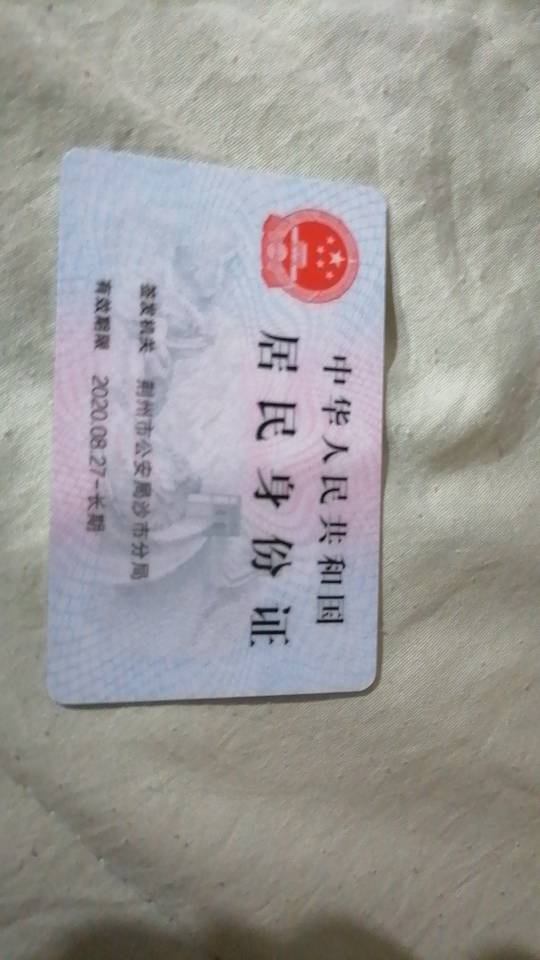 中华人民共和国
居民身份证
签发机关 荆州市公安局沙市分局
有效期限 2020.08.27-长期